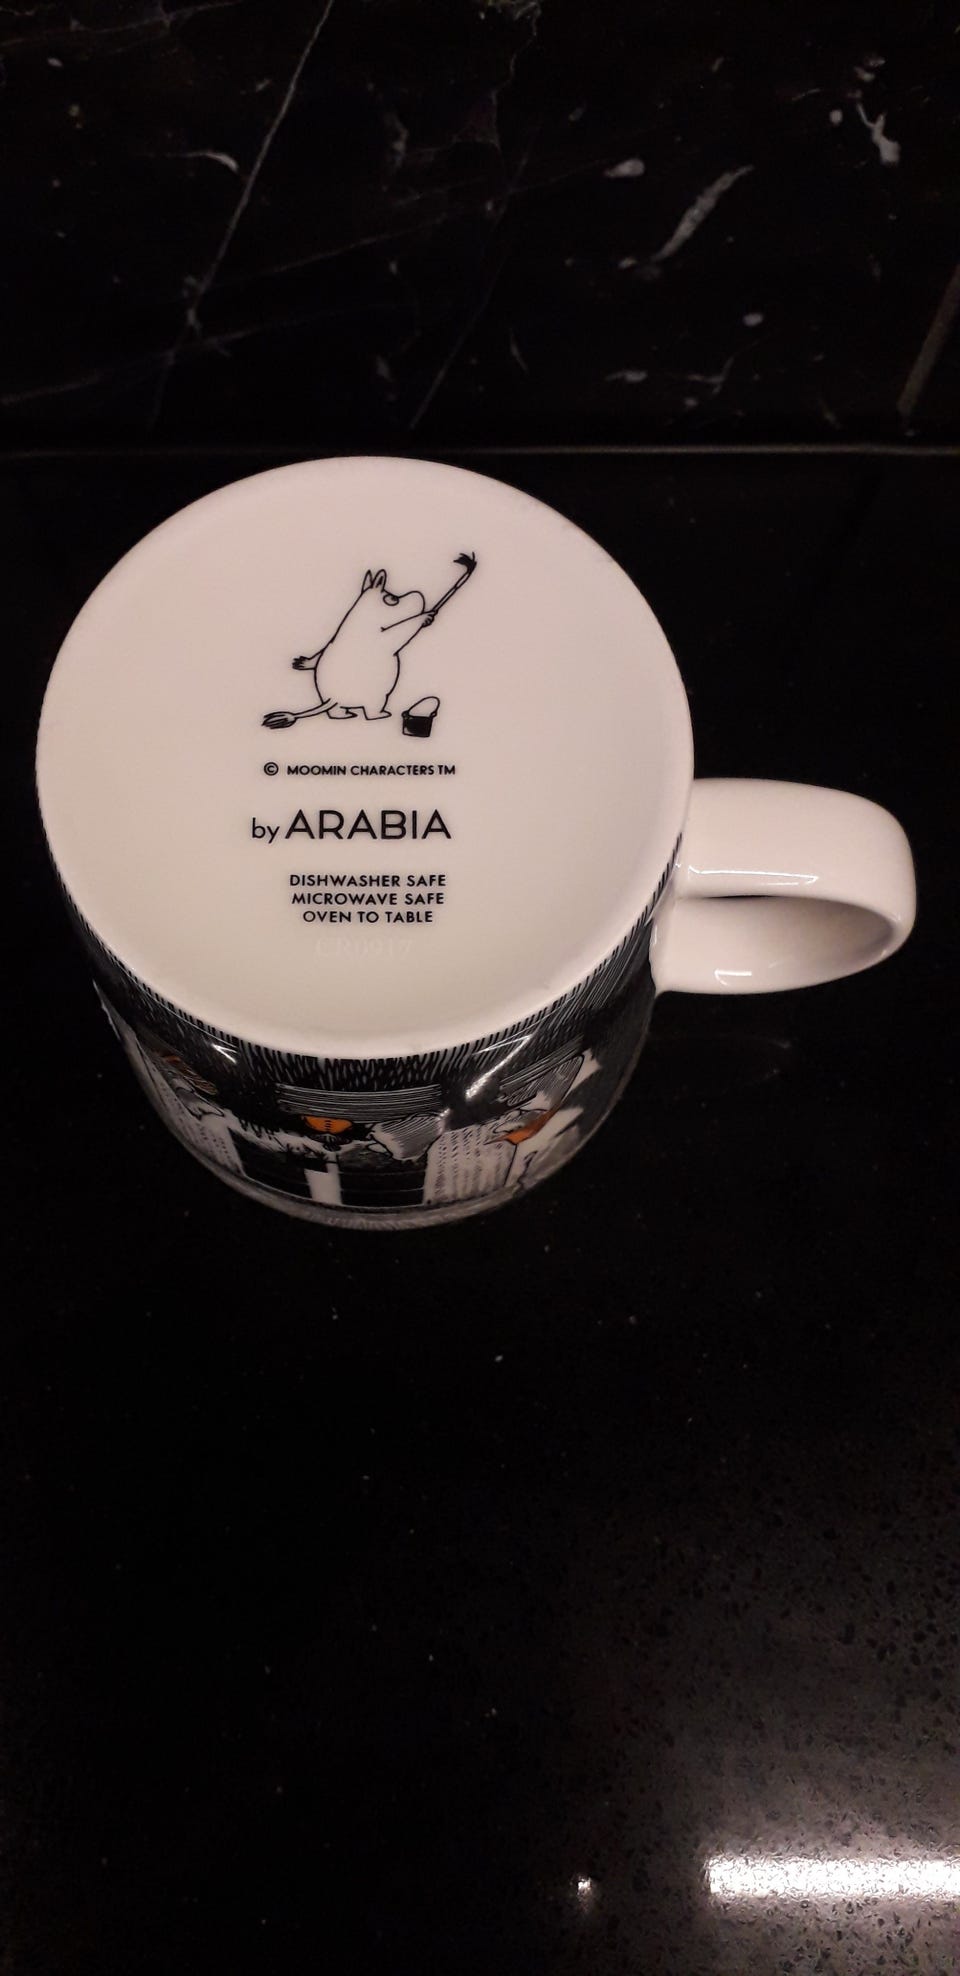 © MOOMIN CHARACTERS TM
by ARABIA
DISHWASHER SAFE
MICROWAVE SAFE
OVEN TO TABLE